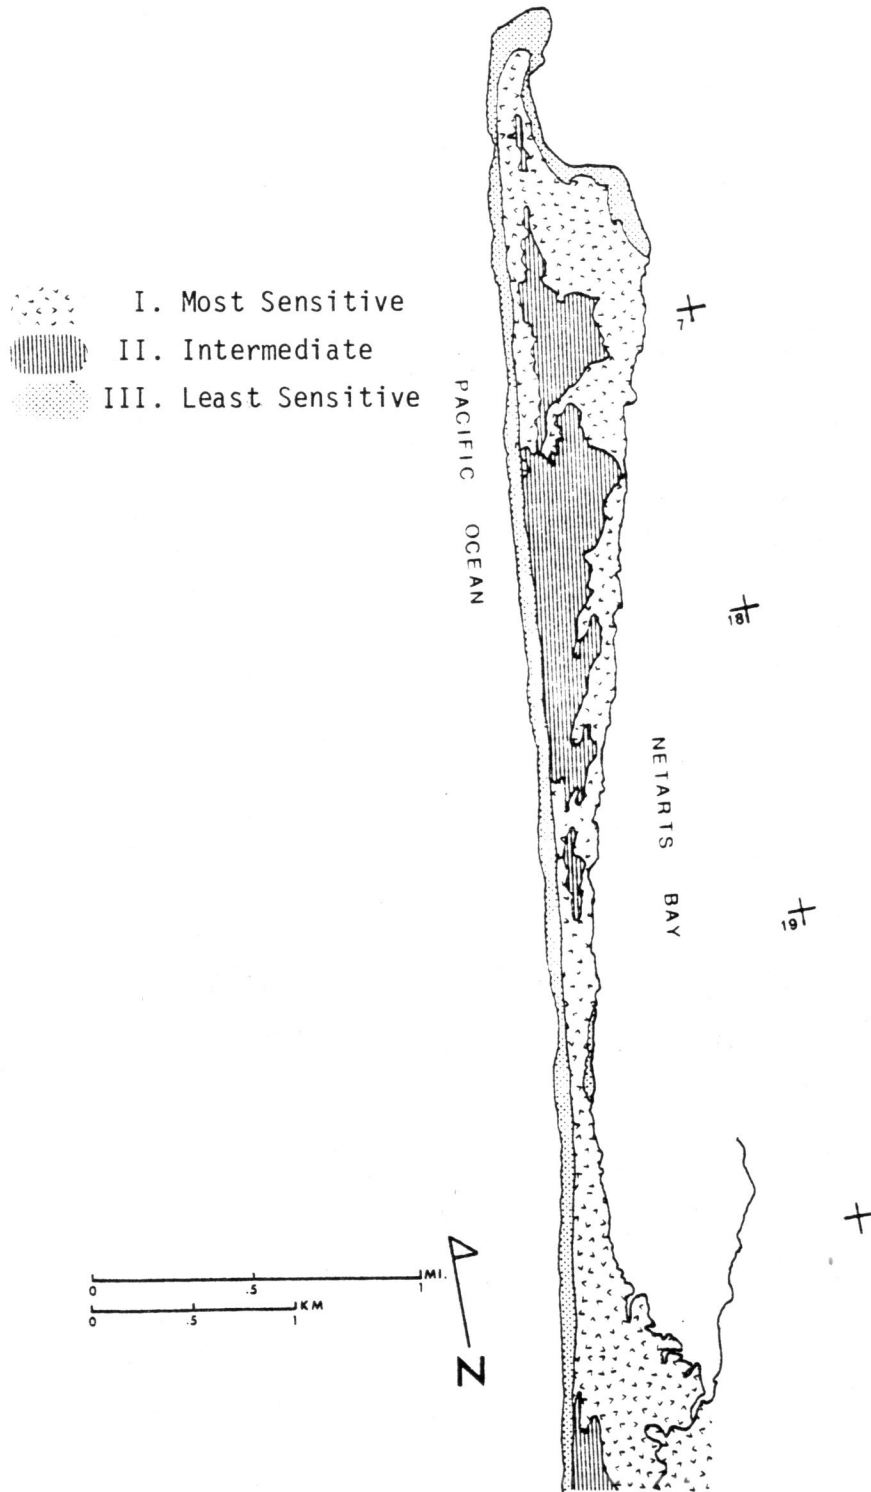 I. Most Sensitive
II. Intermediate
III. Least Sensitive
PACIFIC OCEAN
NETARTS BAY
7
18
19
0 .5 1 MI.
0 .5 1 KM
N